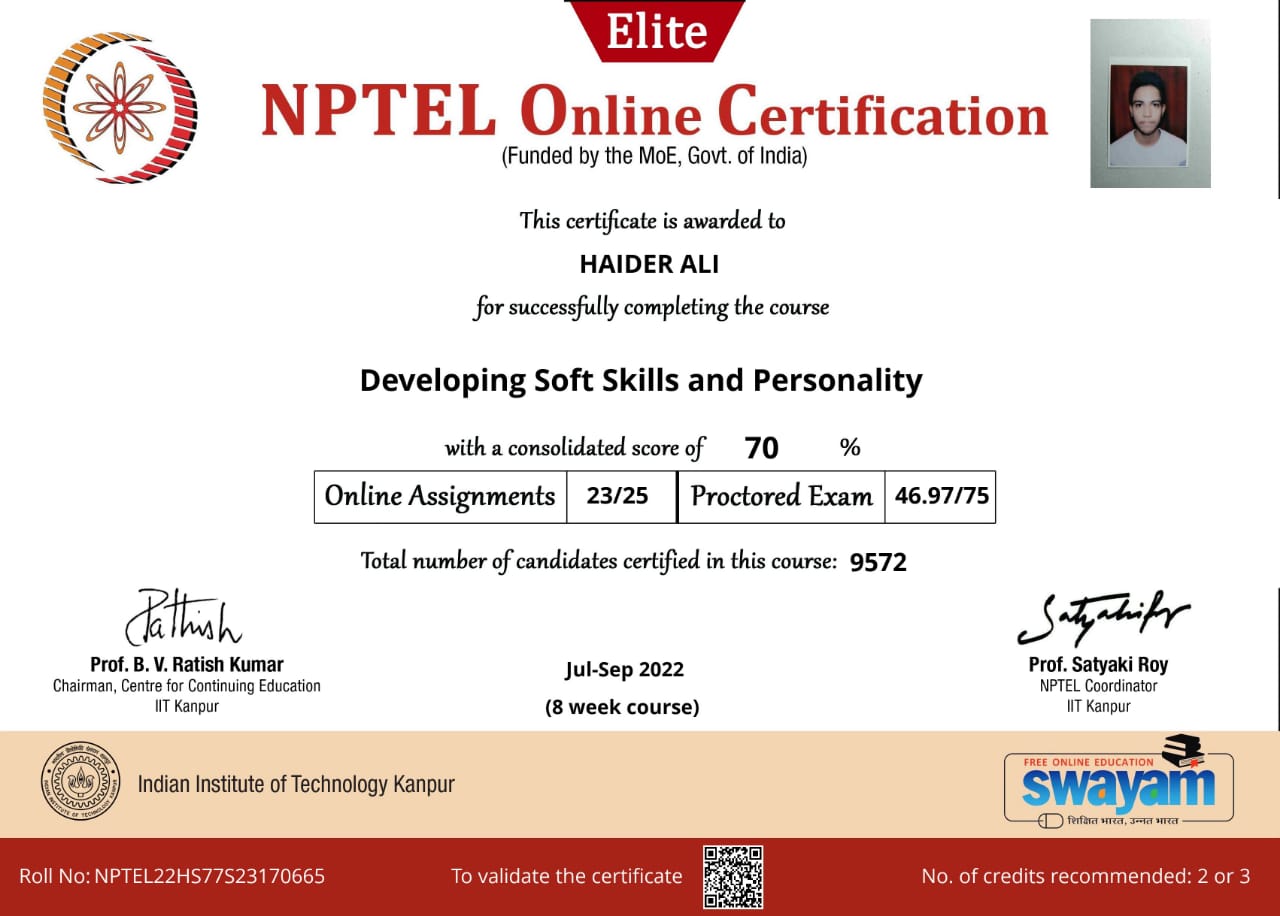 Elite
NPTEL Online Certification
(Funded by the MoE, Govt. of India)
This certificate is awarded to
HAIDER ALI
for successfully completing the course
Developing Soft Skills and Personality
with a consolidated score of 70 %
Online Assignments 23/25 Proctored Exam 46.97/75
Total number of candidates certified in this course: 9572
Prof. B. V. Ratish Kumar
Chairman, Centre for Continuing Education
IIT Kanpur
Jul-Sep 2022
(8 week course)
Prof. Satyaki Roy
NPTEL Coordinator
IIT Kanpur
Indian Institute of Technology Kanpur
FREE ONLINE EDUCATION
swayam
शिक्षित भारत, उन्नत भारत
Roll No: NPTEL22HS77S23170665
To validate the certificate
No. of credits recommended: 2 or 3